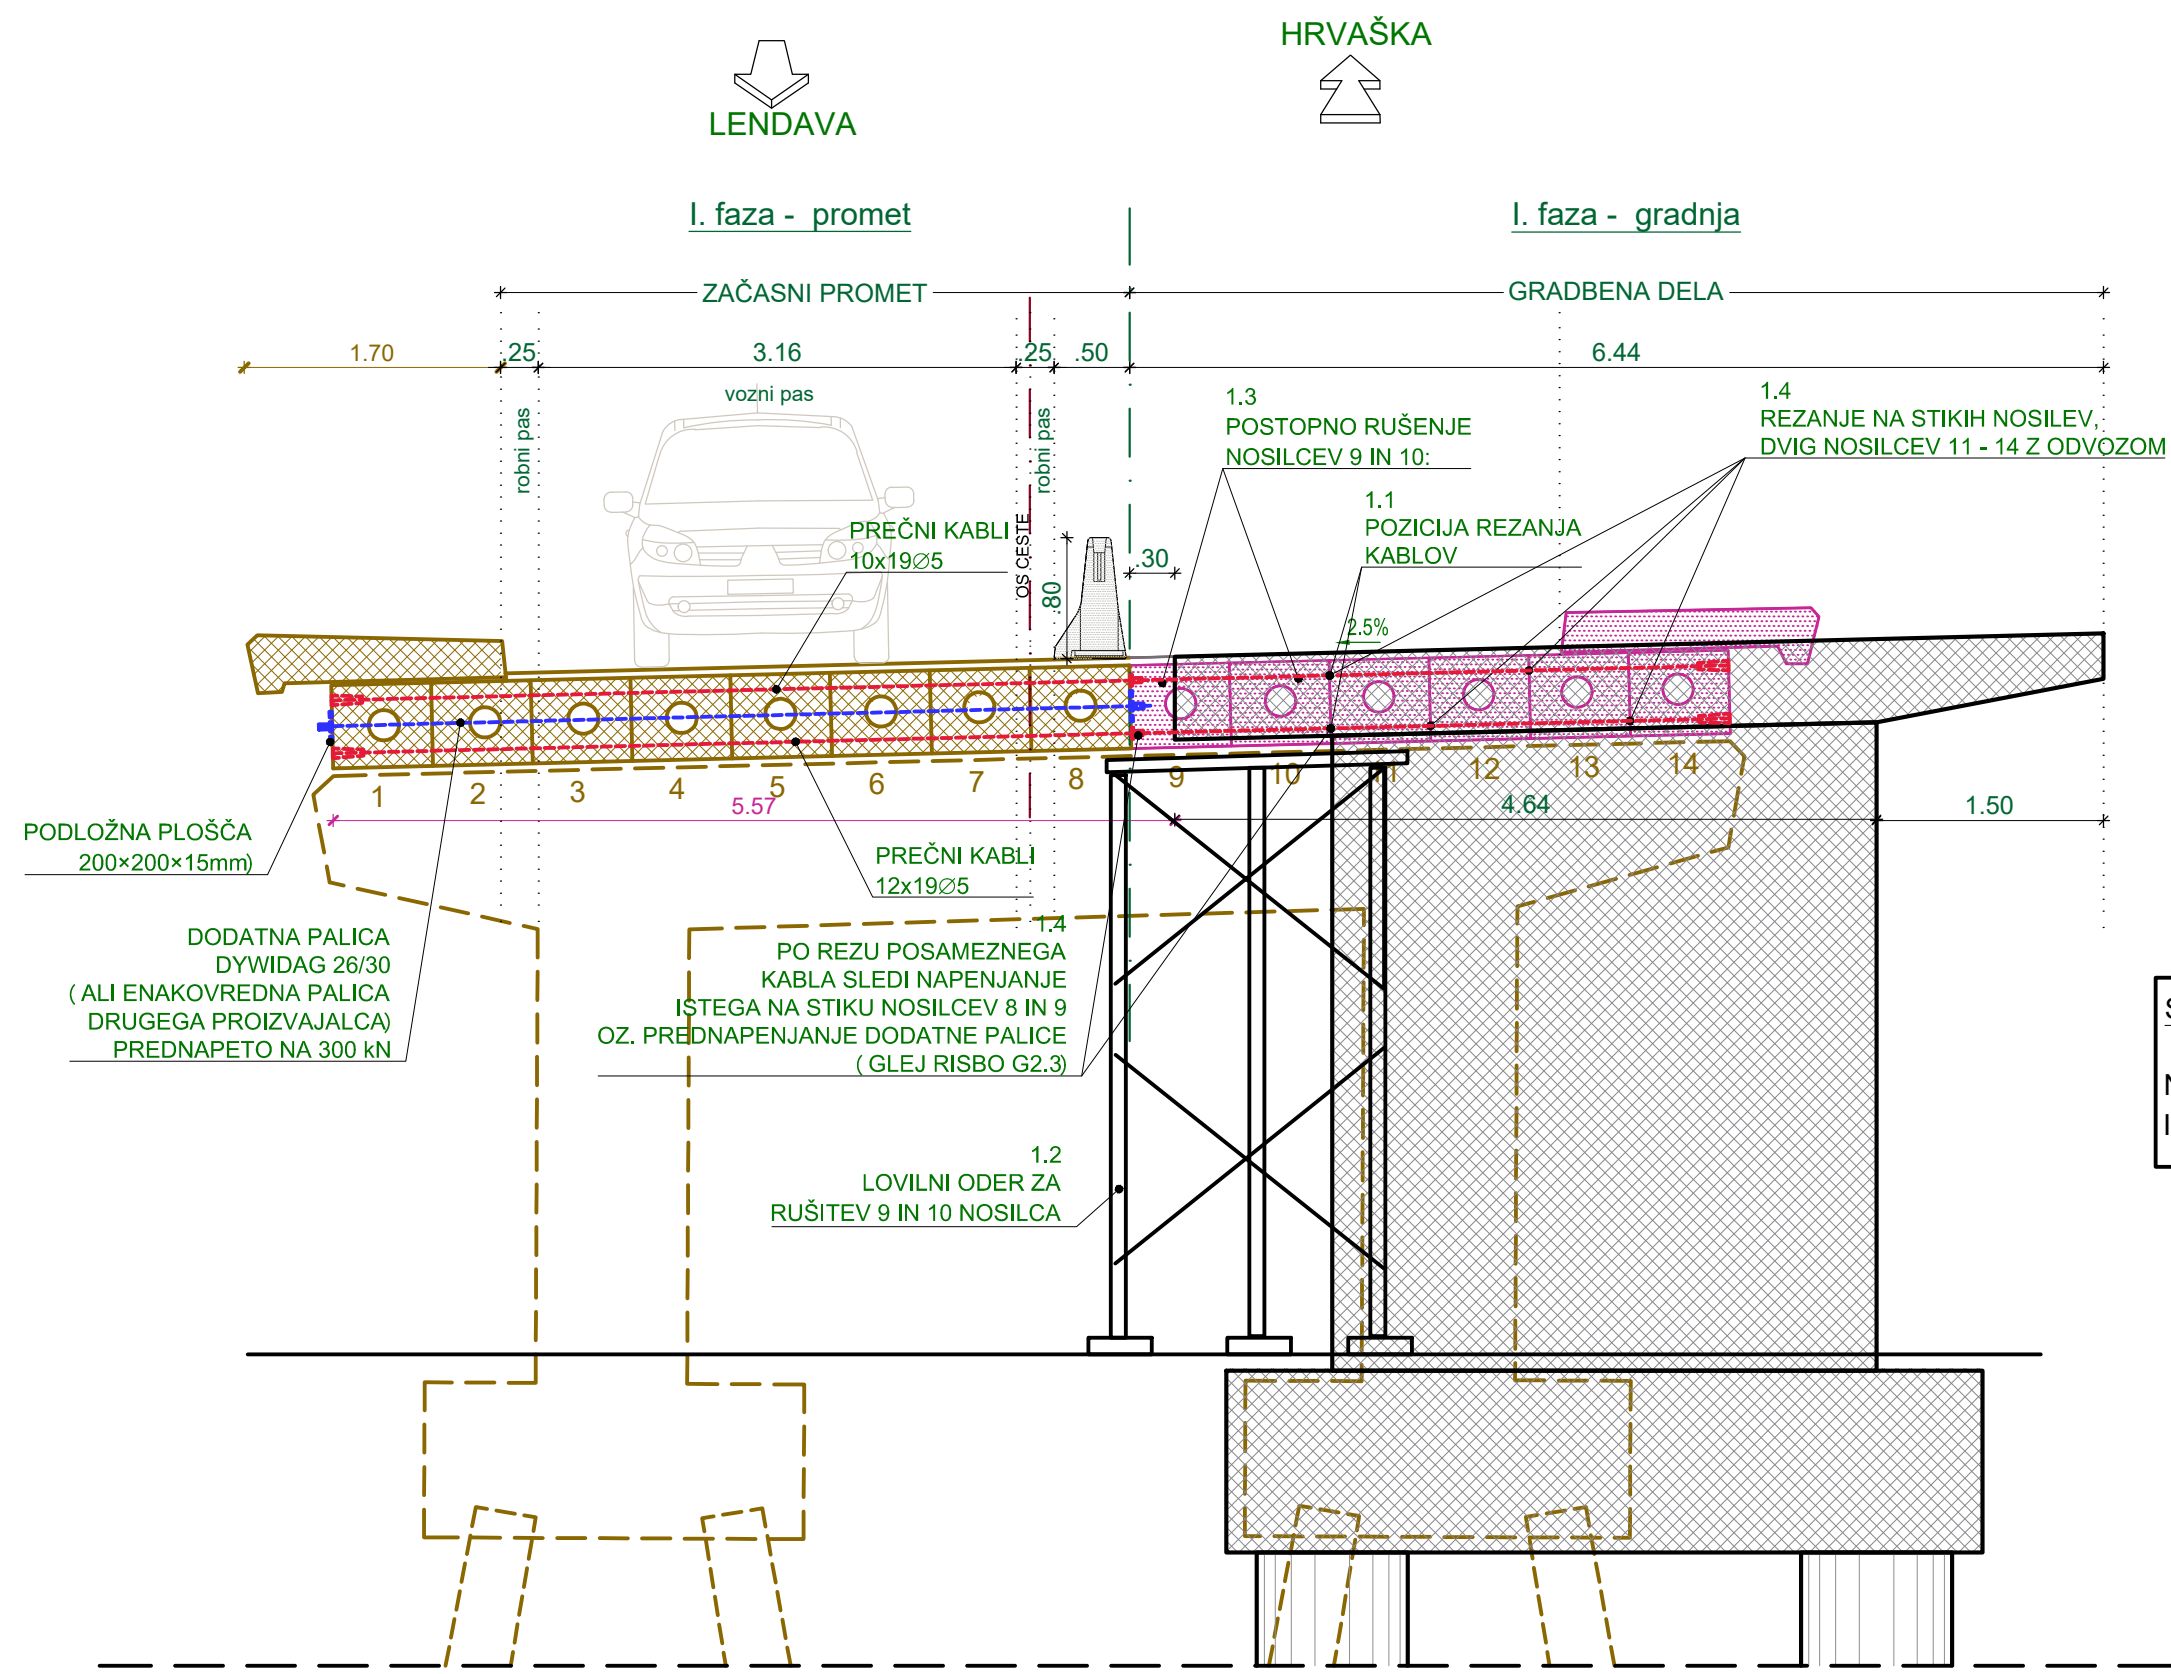 HRVAŠKA
LENDAVA
I. faza -  promet
I. faza -  gradnja
ZAČASNI PROMET
GRADBENA DELA
1.70
.25
3.16
.25
.50
6.44
vozni pas
robni pas
robni pas
OS CESTE
1.3
POSTOPNO RUŠENJE
NOSILCEV 9 IN 10:
1.4
REZANJE NA STIKIH NOSILEV,
DVIG NOSILCEV 11 - 14 Z ODVOZOM
1.1
POZICIJA REZANJA
KABLOV
PREČNI KABLI
10x19∅5
.80
.30
2.5%
1
2
3
4
5
6
7
8
9
10
11
12
13
14
5.57
4.64
1.50
PODLOŽNA PLOŠČA
200×200×15mm)
PREČNI KABLI
12x19∅5
DODATNA PALICA
DYWIDAG 26/30
( ALI ENAKOVREDNA PALICA
DRUGEGA PROIZVAJALCA)
PREDNAPETO NA 300 kN
1.4
PO REZU POSAMEZNEGA
KABLA SLEDI NAPENJANJE
ISTEGA NA STIKU NOSILCEV 8 IN 9
OZ. PREDNAPENJANJE DODATNE PALICE
( GLEJ RISBO G2.3)
1.2
LOVILNI ODER ZA
RUŠITEV 9 IN 10 NOSILCA